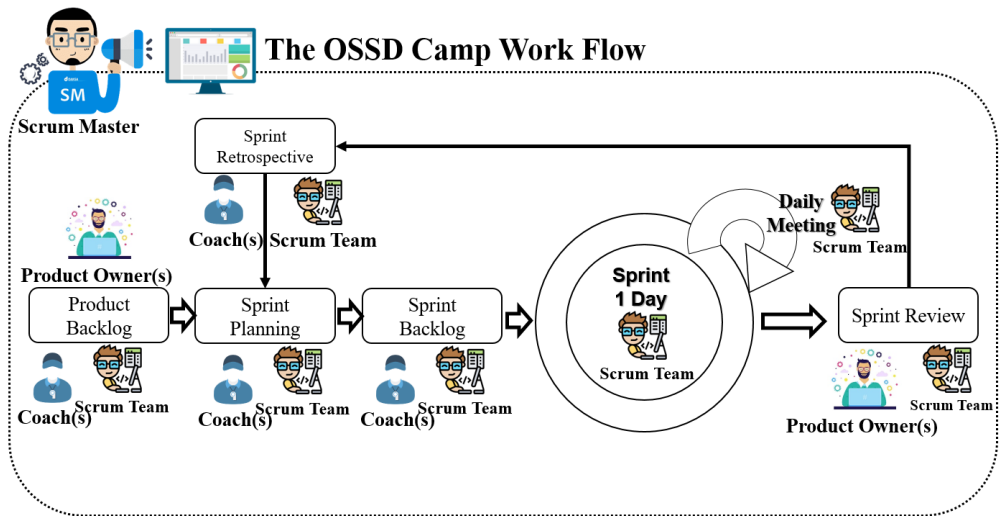 The OSSD Camp Work Flow
SM
Scrum Master
Sprint
Retrospective
Coach(s)
Scrum Team
Daily
Meeting
Scrum Team
Product Owner(s)
Product
Backlog
Coach(s)
Scrum Team
Sprint
Planning
Coach(s)
Scrum Team
Sprint
Backlog
Coach(s)
Scrum Team
Sprint
1 Day
Scrum Team
Sprint Review
Product Owner(s)
Scrum Team